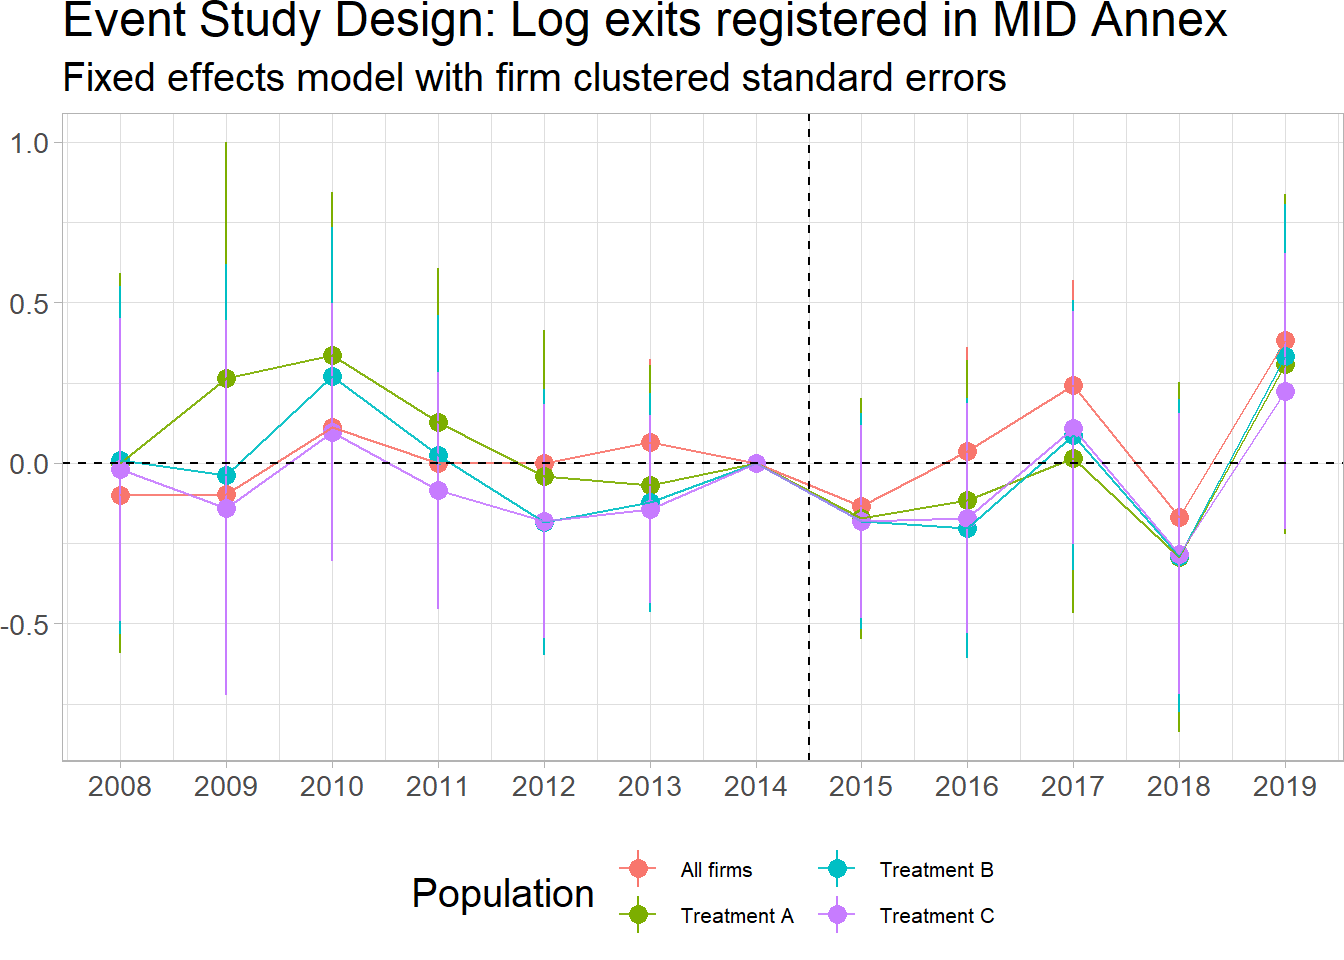 Event Study Design: Log exits registered in MID Annex
Fixed effects model with firm clustered standard errors
1.0
0.5
0.0
-0.5
2008 2009 2010 2011 2012 2013 2014 2015 2016 2017 2018 2019
Population
All firms
Treatment A
Treatment B
Treatment C